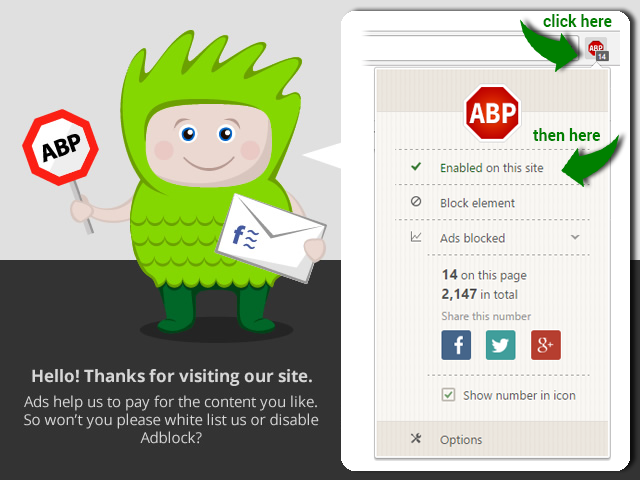 click here
ABP
14
ABP
then here
Enabled on this site
Block element
Ads blocked
14 on this page
2,147 in total
Share this number
f
g+
Show number in icon
Options
ABP
f
Hello! Thanks for visiting our site.
Ads help us to pay for the content you like.
So won't you please white list us or disable
Adblock?